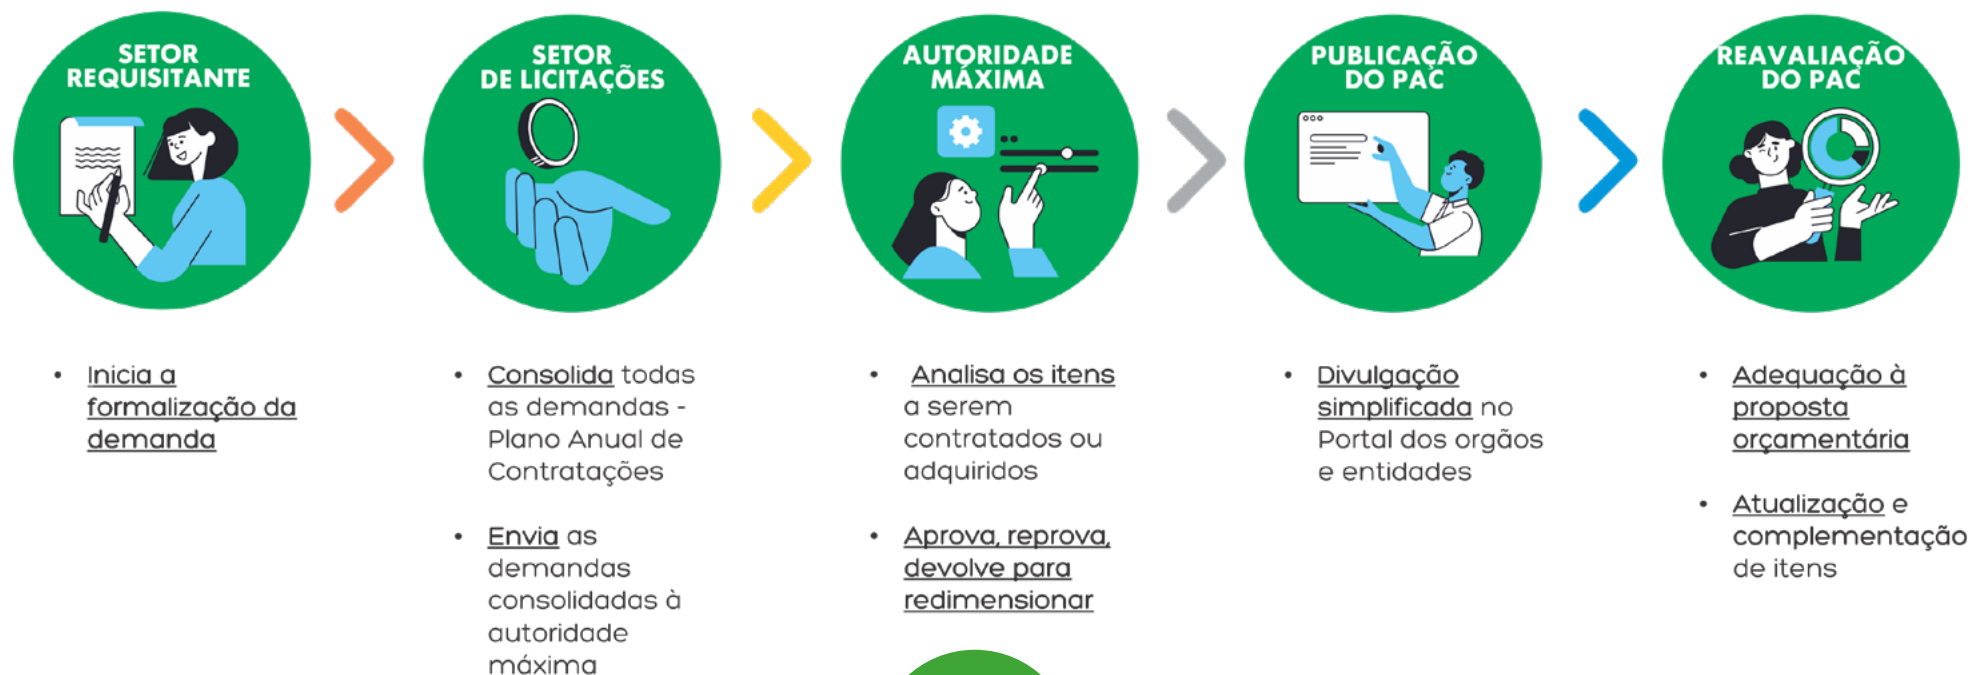 SETOR
REQUISITANTE
SETOR
DE LICITAÇÕES
AUTORIDADE
MÁXIMA
PUBLICAÇÃO
DO PAC
REAVALIAÇÃO
DO PAC
• Inicia a
formalização da
demanda
• Consolida todas
as demandas -
Plano Anual de
Contratações
• Envia as
demandas
consolidadas à
autoridade
máxima
• Analisa os itens
a serem
contratados ou
adquiridos
• Aprova, reprova,
devolve para
redimensionar
• Divulgação
simplificada no
Portal dos orgãos
e entidades
• Adequação à
proposta
orçamentária
• Atualização e
complementação
de itens